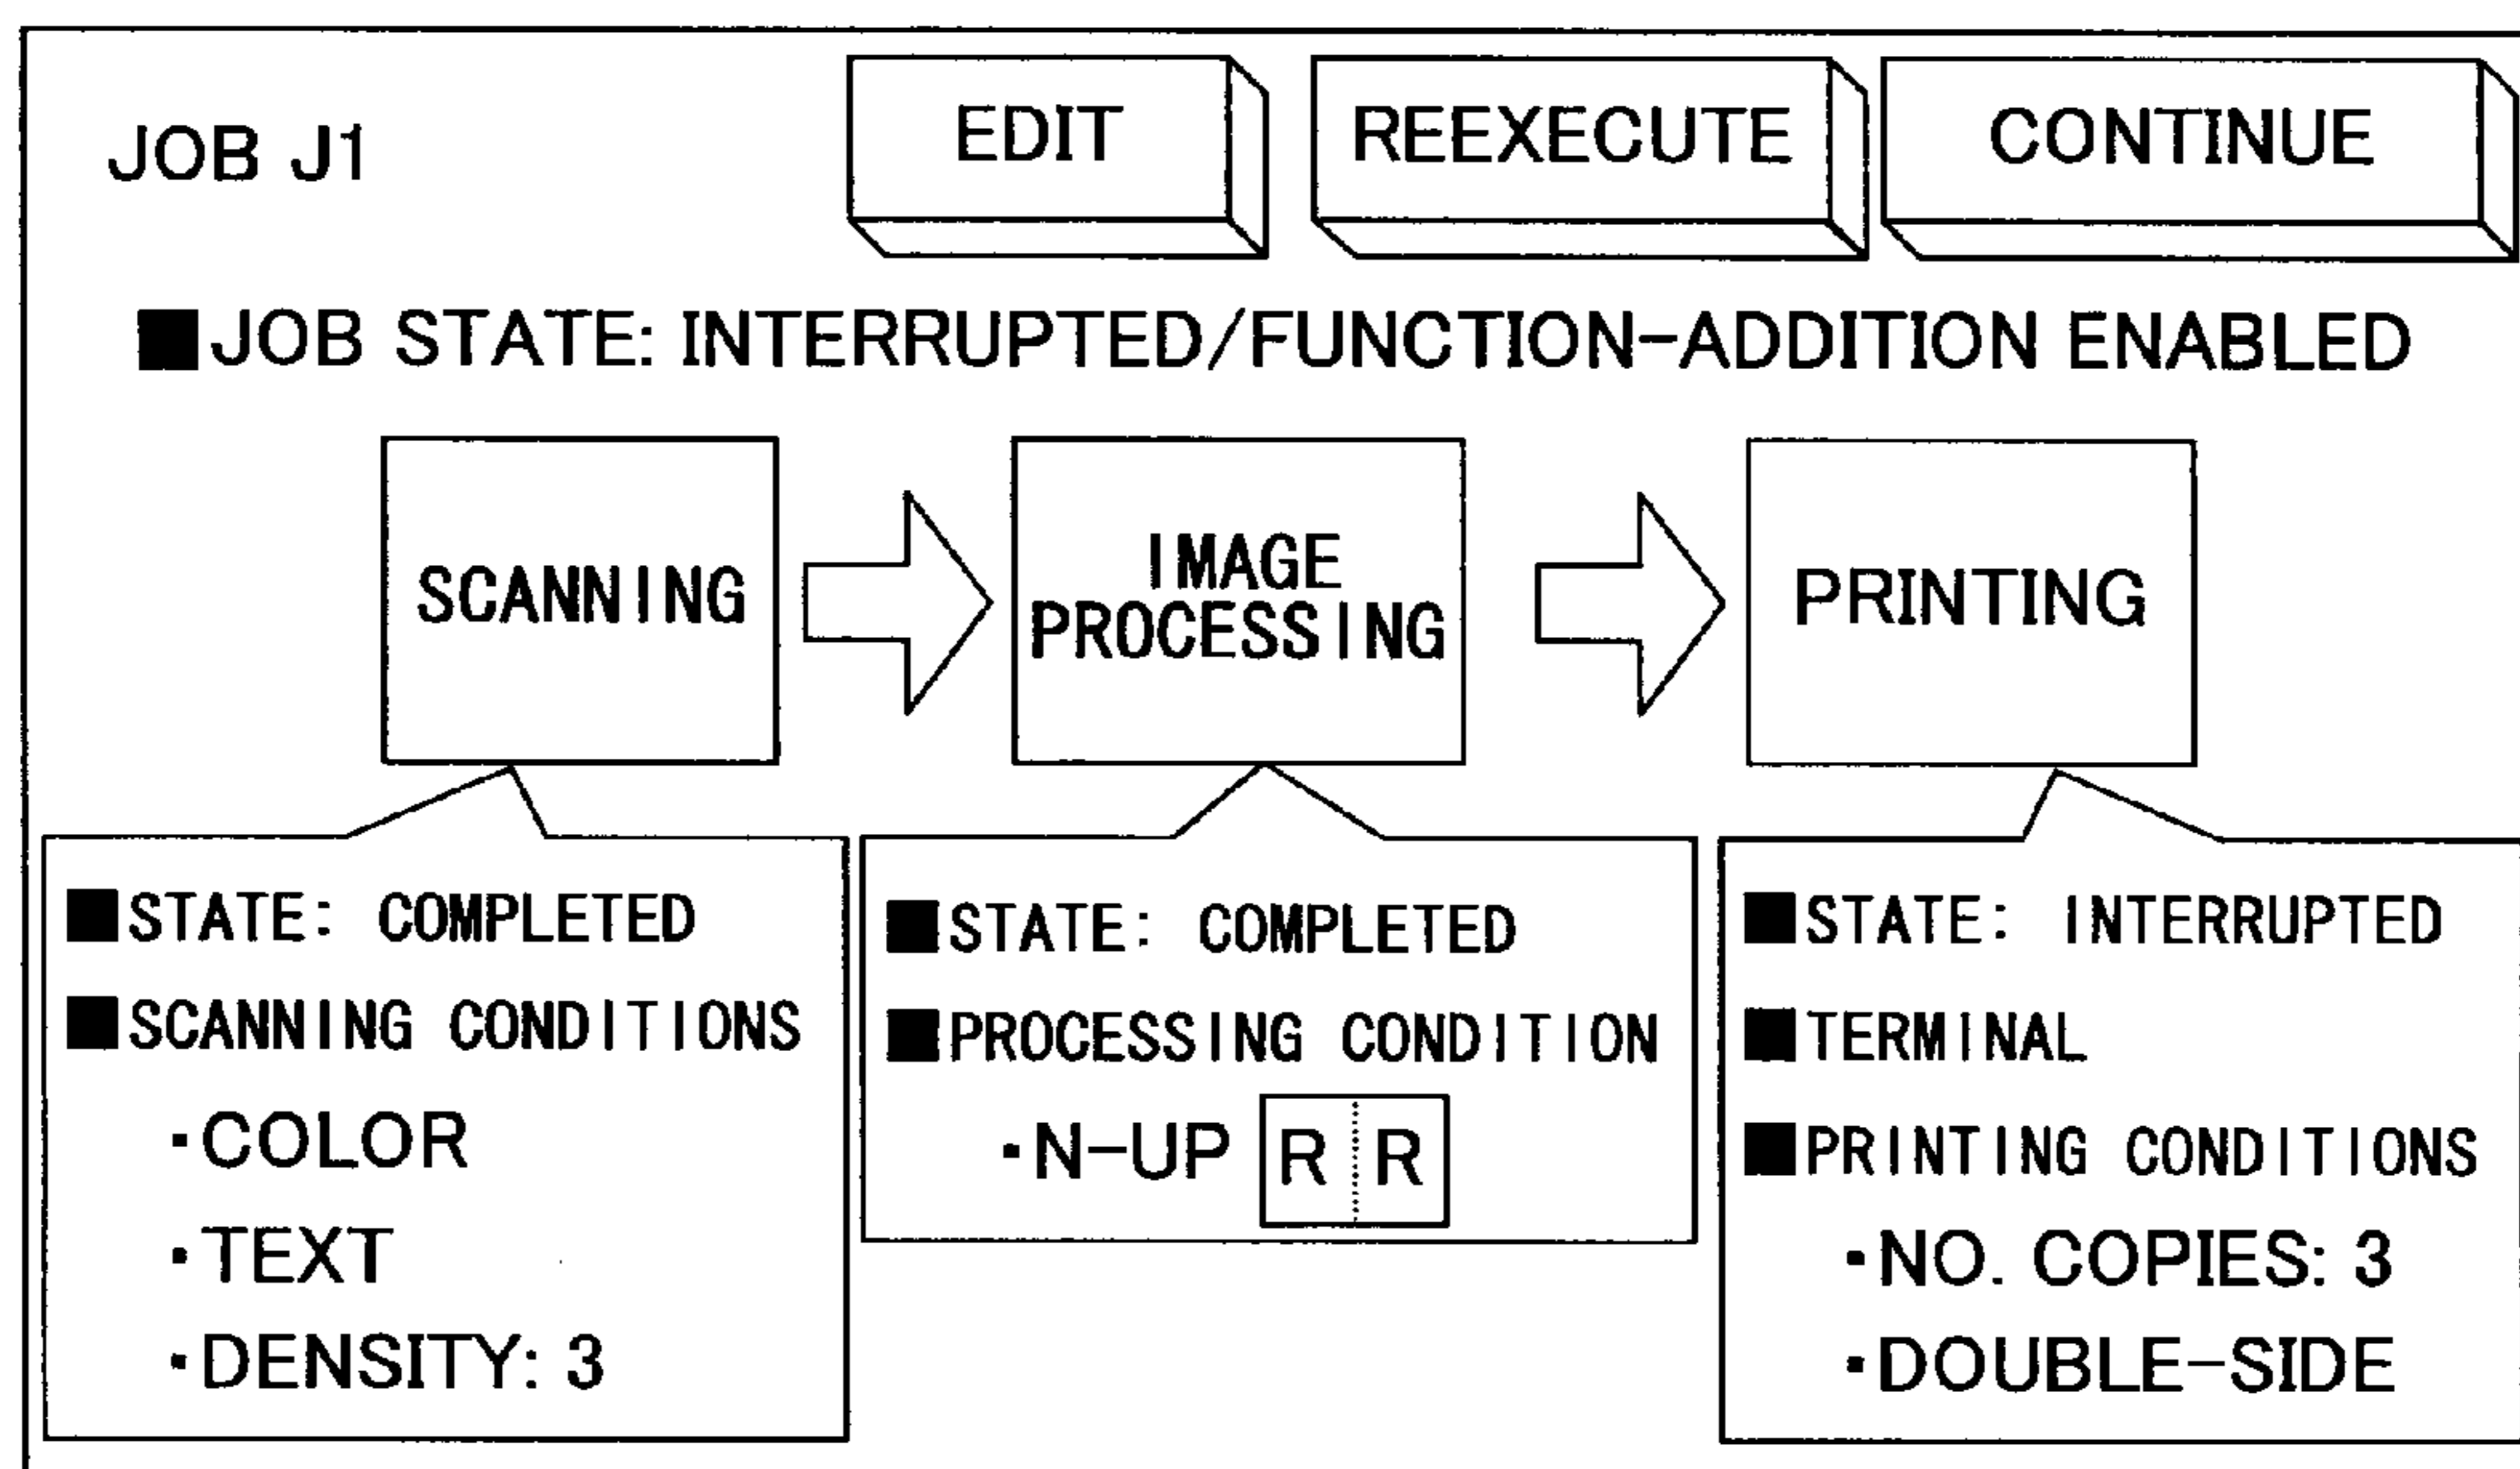 JOB J1
EDIT
REEXECUTE
CONTINUE
■JOB STATE: INTERRUPTED/FUNCTION-ADDITION ENABLED
SCANNING
IMAGE
PROCESSING
PRINTING
■STATE: COMPLETED
■SCANNING CONDITIONS
・COLOR
・TEXT
・DENSITY: 3
■STATE: COMPLETED
■PROCESSING CONDITION
・N-UP R R
■STATE: INTERRUPTED
■TERMINAL
■PRINTING CONDITIONS
・NO. COPIES: 3
・DOUBLE-SIDE